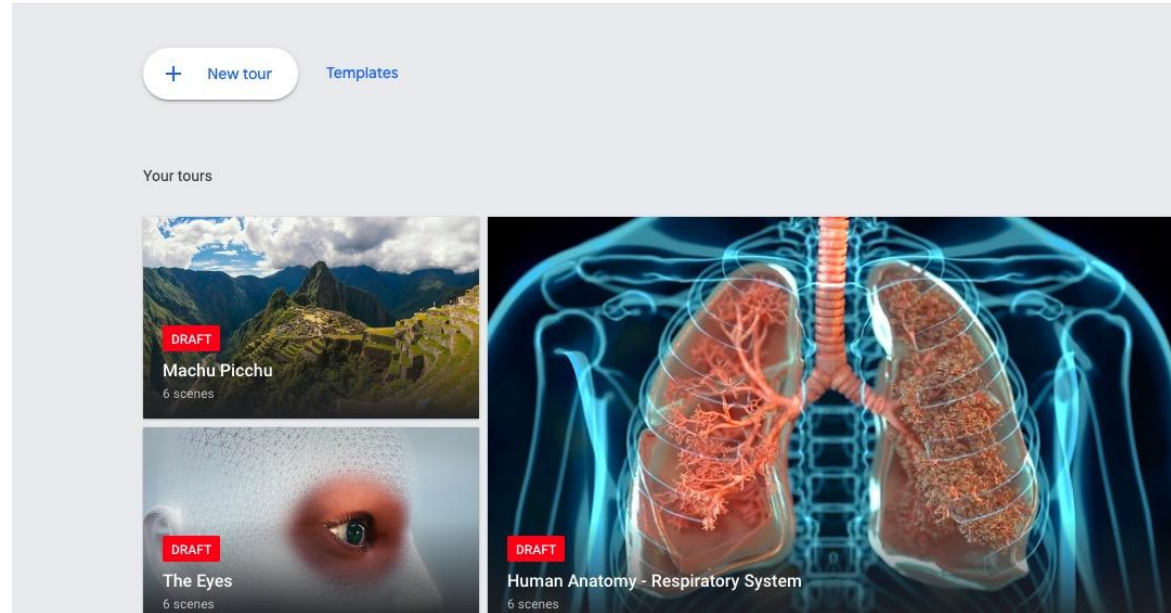 + New tour
Templates
Your tours
DRAFT
Machu Picchu
6 scenes
DRAFT
The Eyes
6 scenes
DRAFT
Human Anatomy - Respiratory System
6 scenes